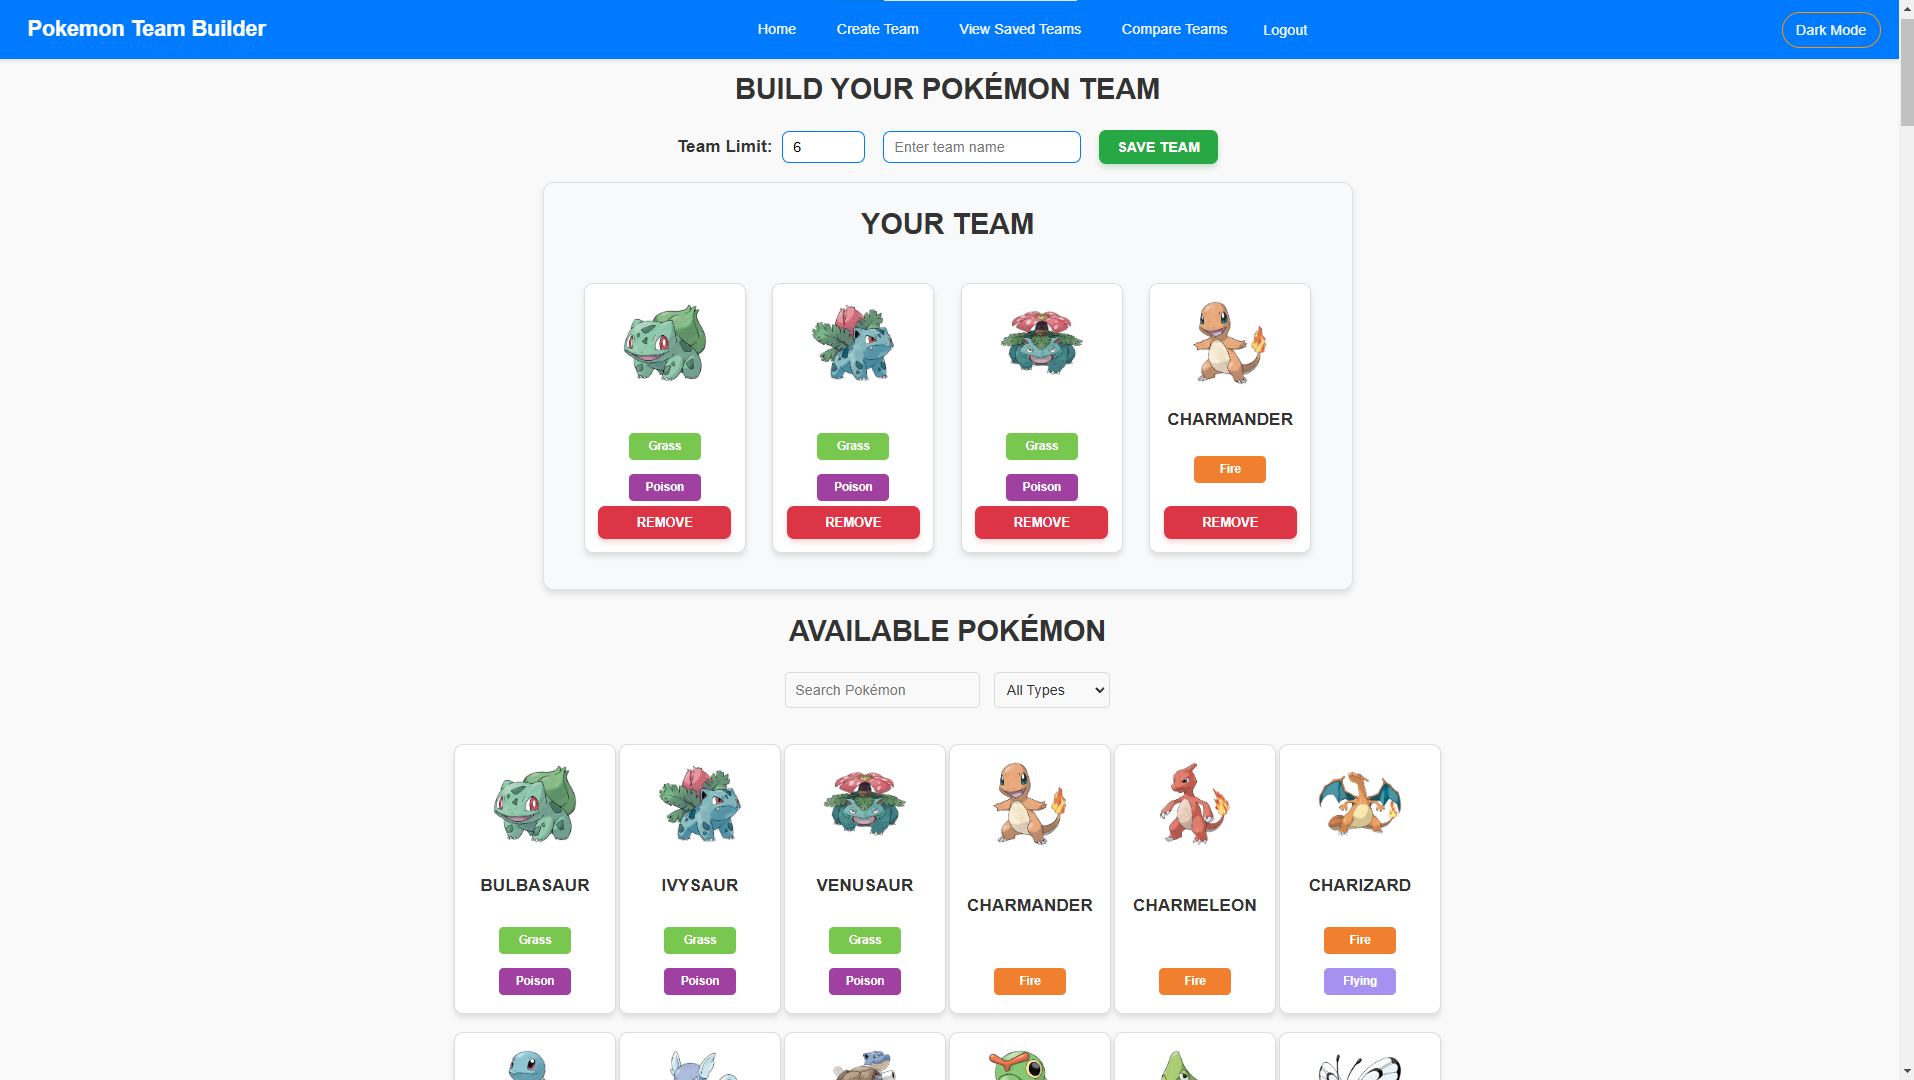 Pokemon Team Builder
Home Create Team View Saved Teams Compare Teams Logout
Dark Mode
BUILD YOUR POKÉMON TEAM
Team Limit: 6 Enter team name SAVE TEAM
YOUR TEAM
CHARMANDER
Grass Grass Grass Fire
Poison Poison Poison
REMOVE REMOVE REMOVE REMOVE
AVAILABLE POKÉMON
Search Pokémon All Types
BULBASAUR IVYSAUR VENUSAUR CHARMANDER CHARMELEON CHARIZARD
Grass Grass Grass Fire
Poison Poison Poison Fire Fire Flying